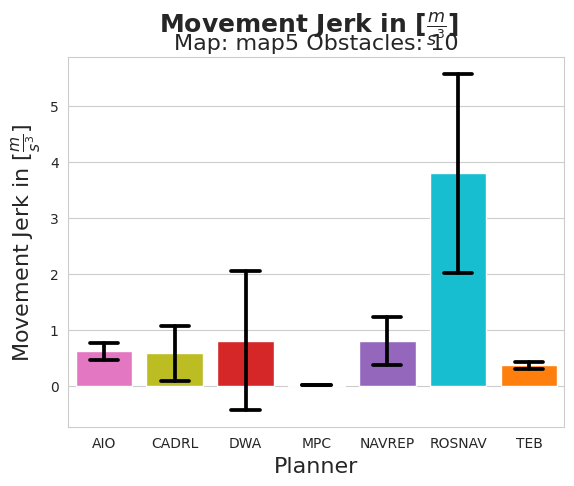 Movement Jerk in [m/s³]
Map: map5 Obstacles: 10
Movement Jerk in [m/s³]
5
4
3
2
1
0
AIO CADRL DWA MPC NAVREP ROSNAV TEB
Planner